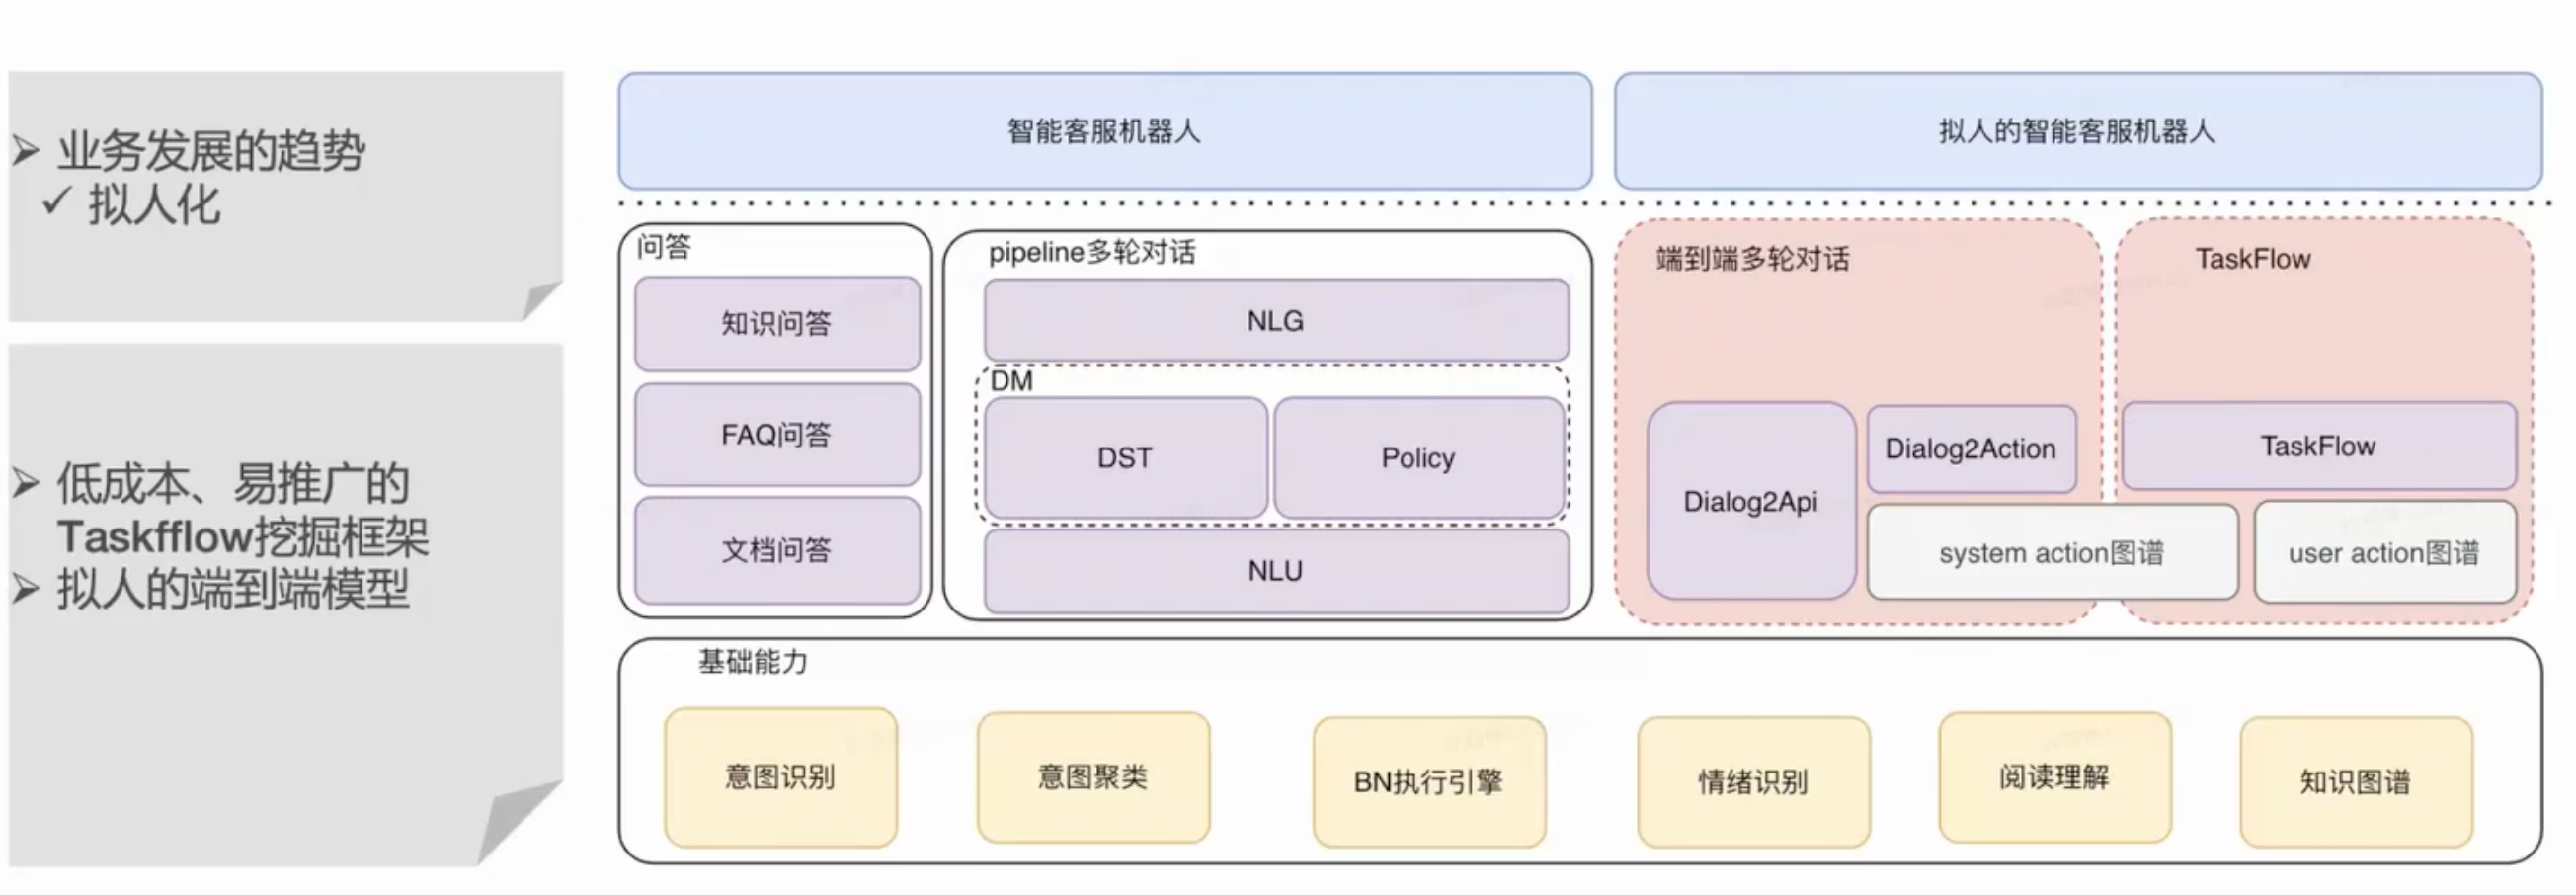 业务发展的趋势
拟人化
低成本、易推广的
Taskfflow挖掘框架
拟人的端到端模型
智能客服机器人
拟人的智能客服机器人
问答
知识问答
FAQ问答
文档问答
pipeline多轮对话
NLG
DM
DST
Policy
NLU
端到端多轮对话
Dialog2Api
Dialog2Action
system action图谱
TaskFlow
TaskFlow
user action图谱
基础能力
意图识别
意图聚类
BN执行引擎
情绪识别
阅读理解
知识图谱